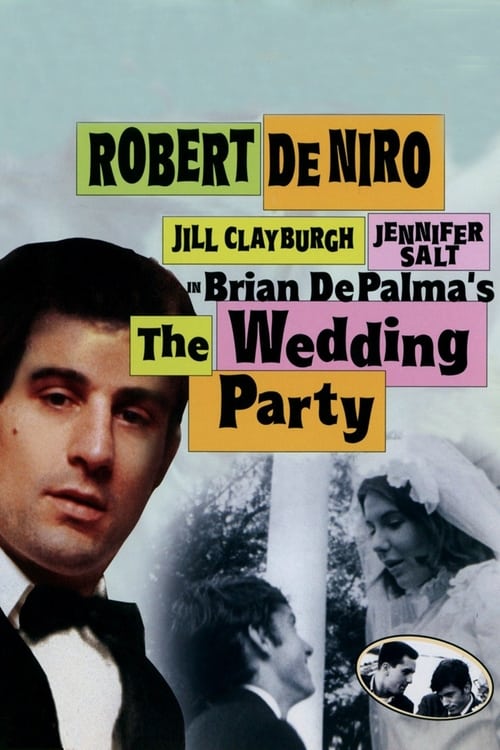 ROBERT DE NIRO
JILL CLAYBURGH JENNIFER SALT
IN Brian DePalma's
The Wedding
Party